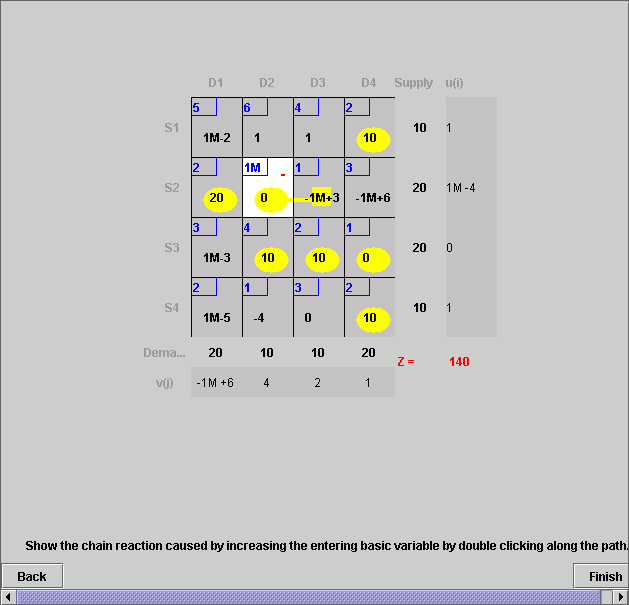 D1 D2 D3 D4 Supply u(i)
5 6 4 2
S1 1M-2 1 1 10 10 1
2 1M - 1 3
S2 20 0 -1M+3 -1M+6 20 1M -4
3 4 2 1
S3 1M-3 10 10 0 20 0
2 1 3 2
S4 1M-5 -4 0 10 10 1
Dema... 20 10 10 20
Z = 140
v(j) -1M +6 4 2 1
Show the chain reaction caused by increasing the entering basic variable by double clicking along the path.
Back Finish